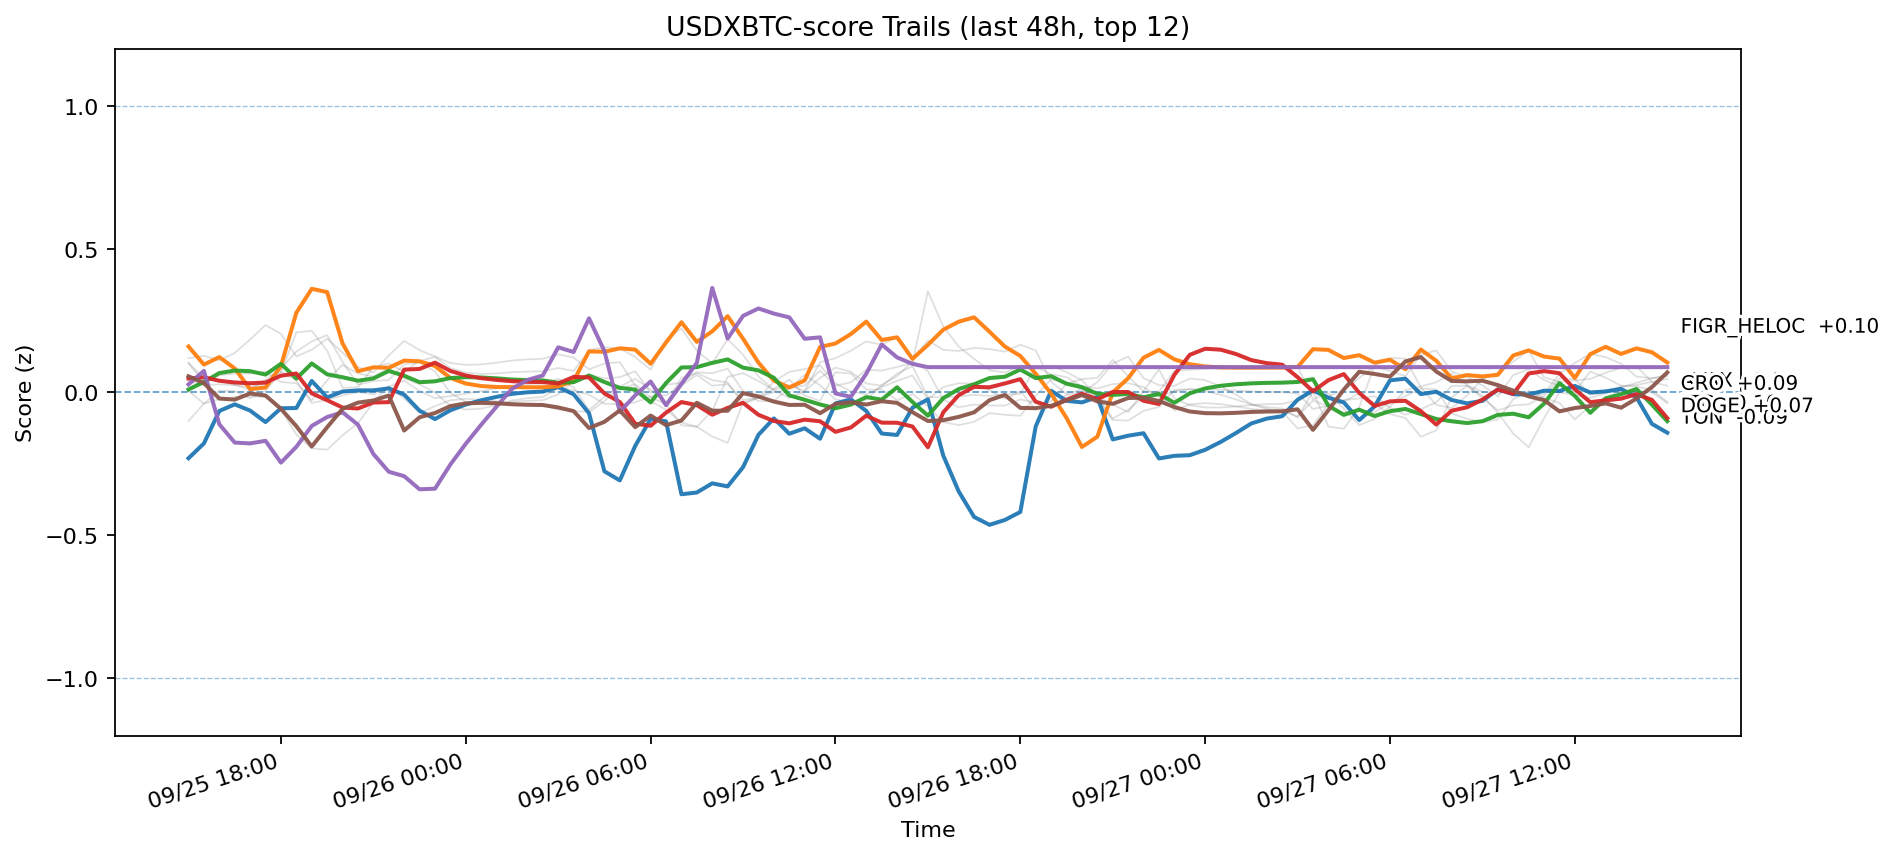 USDXBTC-score Trails (last 48h, top 12)
Score (z)
1.0
0.5
0.0
−0.5
−1.0
FIGR_HELOC +0.10
CRO +0.09
DOGE +0.07
TON -0.09
09/25 18:00
09/26 00:00
09/26 06:00
09/26 12:00
09/26 18:00
09/27 00:00
09/27 06:00
09/27 12:00
Time